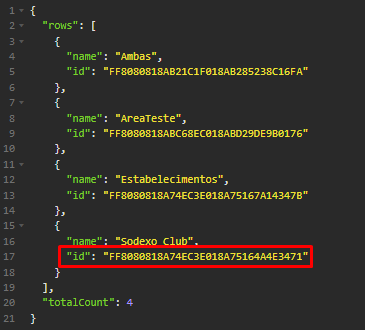 1 {
2 "rows": [
3 {
4 "name": "Ambas",
5 "id": "FF8080818AB21C1F018AB285238C16FA"
6 },
7 {
8 "name": "AreaTeste",
9 "id": "FF8080818ABC68EC018ABD29DE9B0176"
10 },
11 {
12 "name": "Estabelecimentos",
13 "id": "FF8080818A74EC3E018A75167A14347B"
14 },
15 {
16 "name": "Sodexo Club",
17 "id": "FF8080818A74EC3E018A75164A4E3471"
18 }
19 ],
20 "totalCount": 4
21 }